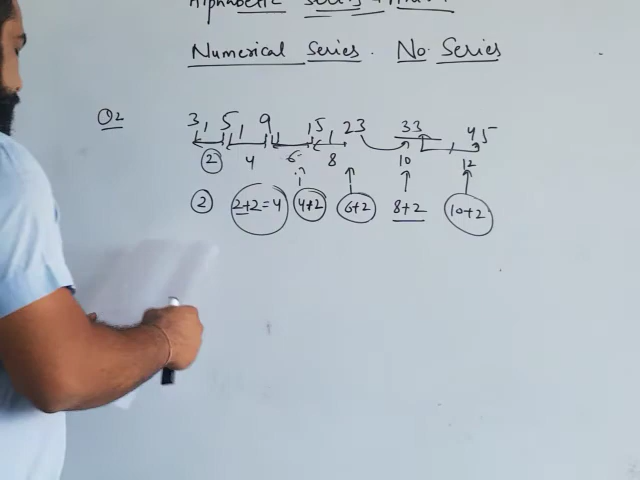 Alphabetic Series
Numerical Series. No. Series
Q2
3 5 9 15 23 33 45
2 4 6 8 10 12
2 2+2=4 4+2 6+2 8+2 10+2